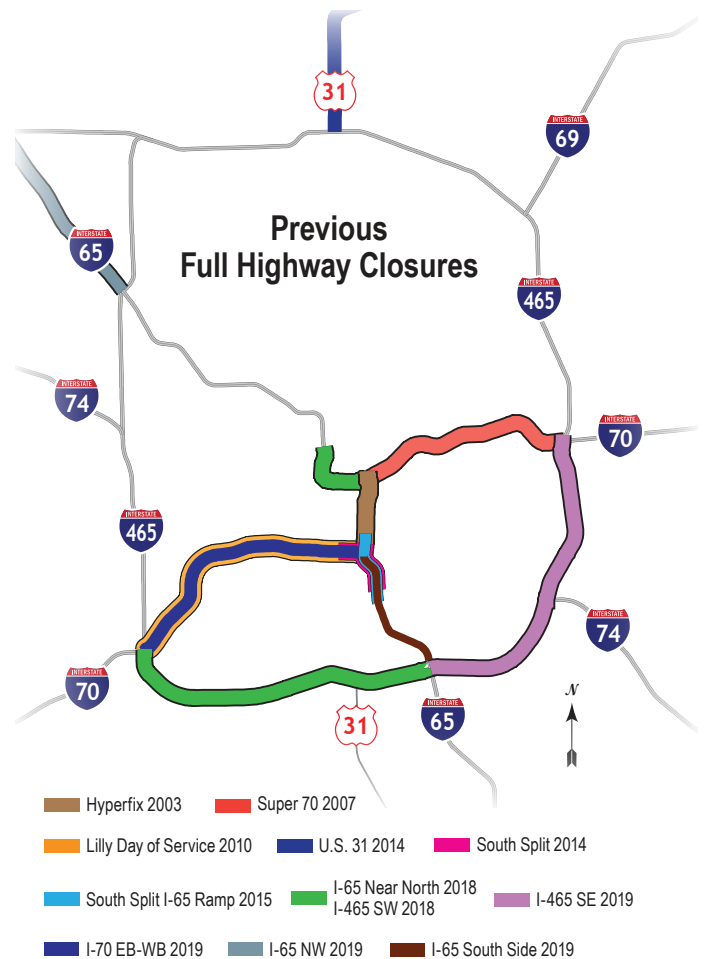 31
INTERSTATE
69
Previous
Full Highway Closures
INTERSTATE
65
INTERSTATE
465
INTERSTATE
74
INTERSTATE
70
INTERSTATE
465
INTERSTATE
74
INTERSTATE
70
31
INTERSTATE
65
N
Hyperfix 2003
Super 70 2007
Lilly Day of Service 2010
U.S. 31 2014
South Split 2014
South Split I-65 Ramp 2015
I-65 Near North 2018
I-465 SW 2018
I-465 SE 2019
I-70 EB-WB 2019
I-65 NW 2019
I-65 South Side 2019